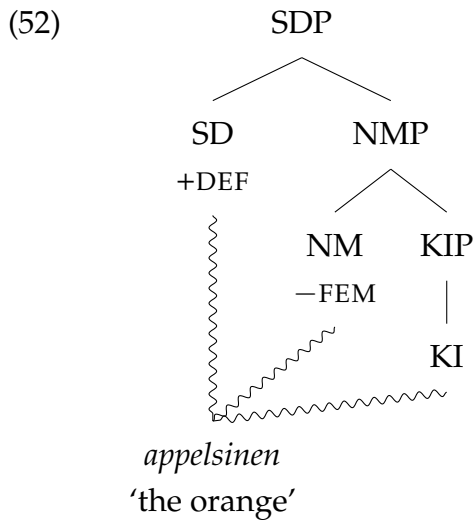 (52) SDP
SD NMP
+DEF
NM KIP
−FEM
KI
appelsinen
‘the orange’